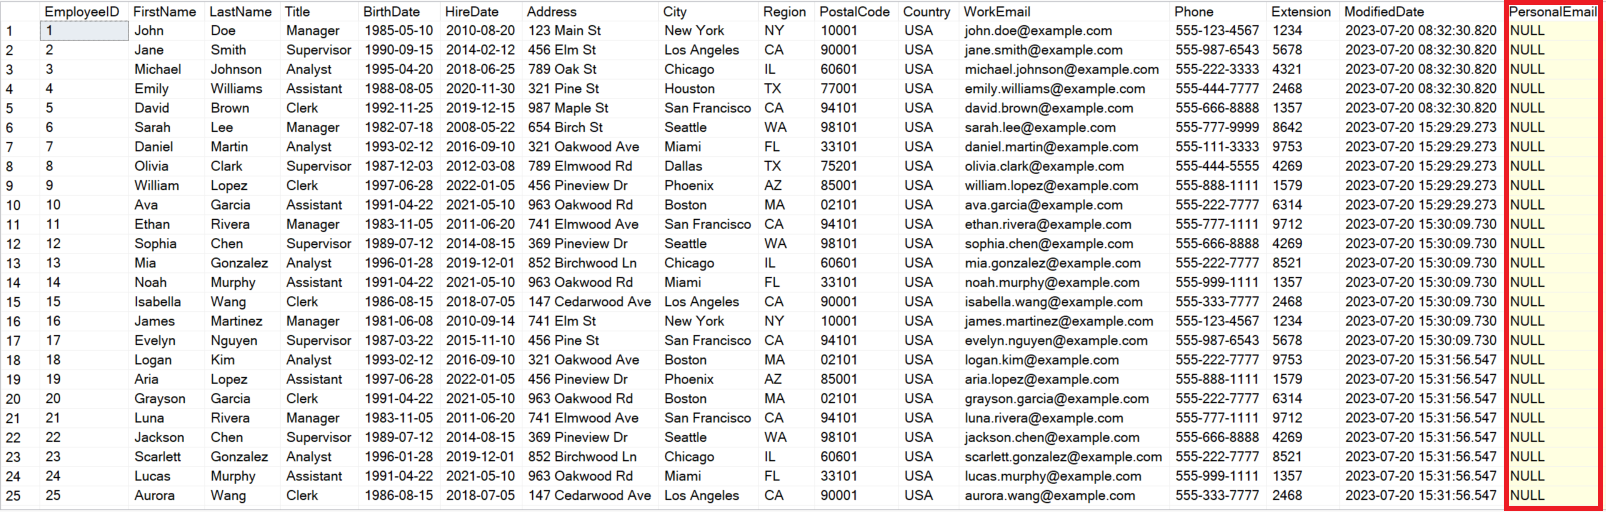 EmployeeID FirstName LastName Title BirthDate HireDate Address City Region PostalCode Country WorkEmail Phone Extension ModifiedDate PersonalEmail
1 1 John Doe Manager 1985-05-10 2010-08-20 123 Main St New York NY 10001 USA john.doe@example.com 555-123-4567 1234 2023-07-20 08:32:30.820 NULL
2 2 Jane Smith Supervisor 1990-09-15 2014-02-12 456 Elm St Los Angeles CA 90001 USA jane.smith@example.com 555-987-6543 5678 2023-07-20 08:32:30.820 NULL
3 3 Michael Johnson Analyst 1995-04-20 2018-06-25 789 Oak St Chicago IL 60601 USA michael.johnson@example.com 555-222-3333 4321 2023-07-20 08:32:30.820 NULL
4 4 Emily Williams Assistant 1988-08-05 2020-11-30 321 Pine St Houston TX 77001 USA emily.williams@example.com 555-444-7777 2468 2023-07-20 08:32:30.820 NULL
5 5 David Brown Clerk 1992-11-25 2019-12-15 987 Maple St San Francisco CA 94101 USA david.brown@example.com 555-666-8888 1357 2023-07-20 08:32:30.820 NULL
6 6 Sarah Lee Manager 1982-07-18 2008-05-22 654 Birch St Seattle WA 98101 USA sarah.lee@example.com 555-777-9999 8642 2023-07-20 15:29:29.273 NULL
7 7 Daniel Martin Analyst 1993-02-12 2016-09-10 321 Oakwood Ave Miami FL 33101 USA daniel.martin@example.com 555-111-3333 9753 2023-07-20 15:29:29.273 NULL
8 8 Olivia Clark Supervisor 1987-12-03 2012-03-08 789 Elmwood Rd Dallas TX 75201 USA olivia.clark@example.com 555-444-5555 4269 2023-07-20 15:29:29.273 NULL
9 9 William Lopez Clerk 1997-06-28 2022-01-05 456 Pineview Dr Phoenix AZ 85001 USA william.lopez@example.com 555-888-1111 1579 2023-07-20 15:29:29.273 NULL
10 10 Ava Garcia Assistant 1991-04-22 2021-05-10 963 Oakwood Rd Boston MA 02101 USA ava.garcia@example.com 555-222-7777 6314 2023-07-20 15:29:29.273 NULL
11 11 Ethan Rivera Manager 1983-11-05 2011-06-20 741 Elmwood Ave San Francisco CA 94101 USA ethan.rivera@example.com 555-777-1111 9712 2023-07-20 15:30:09.730 NULL
12 12 Sophia Chen Supervisor 1989-07-12 2014-08-15 369 Pineview Dr Seattle WA 98101 USA sophia.chen@example.com 555-666-8888 4269 2023-07-20 15:30:09.730 NULL
13 13 Mia Gonzalez Analyst 1996-01-28 2019-12-01 852 Birchwood Ln Chicago IL 60601 USA mia.gonzalez@example.com 555-222-7777 8521 2023-07-20 15:30:09.730 NULL
14 14 Noah Murphy Assistant 1991-04-22 2021-05-10 963 Oakwood Rd Miami FL 33101 USA noah.murphy@example.com 555-999-1111 1357 2023-07-20 15:30:09.730 NULL
15 15 Isabella Wang Clerk 1986-08-15 2018-07-05 147 Cedarwood Ave Los Angeles CA 90001 USA isabella.wang@example.com 555-333-7777 2468 2023-07-20 15:30:09.730 NULL
16 16 James Martinez Manager 1981-06-08 2010-09-14 741 Elm St New York NY 10001 USA james.martinez@example.com 555-123-4567 1234 2023-07-20 15:30:09.730 NULL
17 17 Evelyn Nguyen Supervisor 1987-03-22 2015-11-10 456 Pine St San Francisco CA 94101 USA evelyn.nguyen@example.com 555-987-6543 5678 2023-07-20 15:30:09.730 NULL
18 18 Logan Kim Analyst 1993-02-12 2016-09-10 321 Oakwood Ave Boston MA 02101 USA logan.kim@example.com 555-222-7777 9753 2023-07-20 15:31:56.547 NULL
19 19 Aria Lopez Assistant 1997-06-28 2022-01-05 456 Pineview Dr Phoenix AZ 85001 USA aria.lopez@example.com 555-888-1111 1579 2023-07-20 15:31:56.547 NULL
20 20 Grayson Garcia Clerk 1991-04-22 2021-05-10 963 Oakwood Rd Boston MA 02101 USA grayson.garcia@example.com 555-222-7777 6314 2023-07-20 15:31:56.547 NULL
21 21 Luna Rivera Manager 1983-11-05 2011-06-20 741 Elmwood Ave San Francisco CA 94101 USA luna.rivera@example.com 555-777-1111 9712 2023-07-20 15:31:56.547 NULL
22 22 Jackson Chen Supervisor 1989-07-12 2014-08-15 369 Pineview Dr Seattle WA 98101 USA jackson.chen@example.com 555-666-8888 4269 2023-07-20 15:31:56.547 NULL
23 23 Scarlett Gonzalez Analyst 1996-01-28 2019-12-01 852 Birchwood Ln Chicago IL 60601 USA scarlett.gonzalez@example.com 555-222-7777 8521 2023-07-20 15:31:56.547 NULL
24 24 Lucas Murphy Assistant 1991-04-22 2021-05-10 963 Oakwood Rd Miami FL 33101 USA lucas.murphy@example.com 555-999-1111 1357 2023-07-20 15:31:56.547 NULL
25 25 Aurora Wang Clerk 1986-08-15 2018-07-05 147 Cedarwood Ave Los Angeles CA 90001 USA aurora.wang@example.com 555-333-7777 2468 2023-07-20 15:31:56.547 NULL